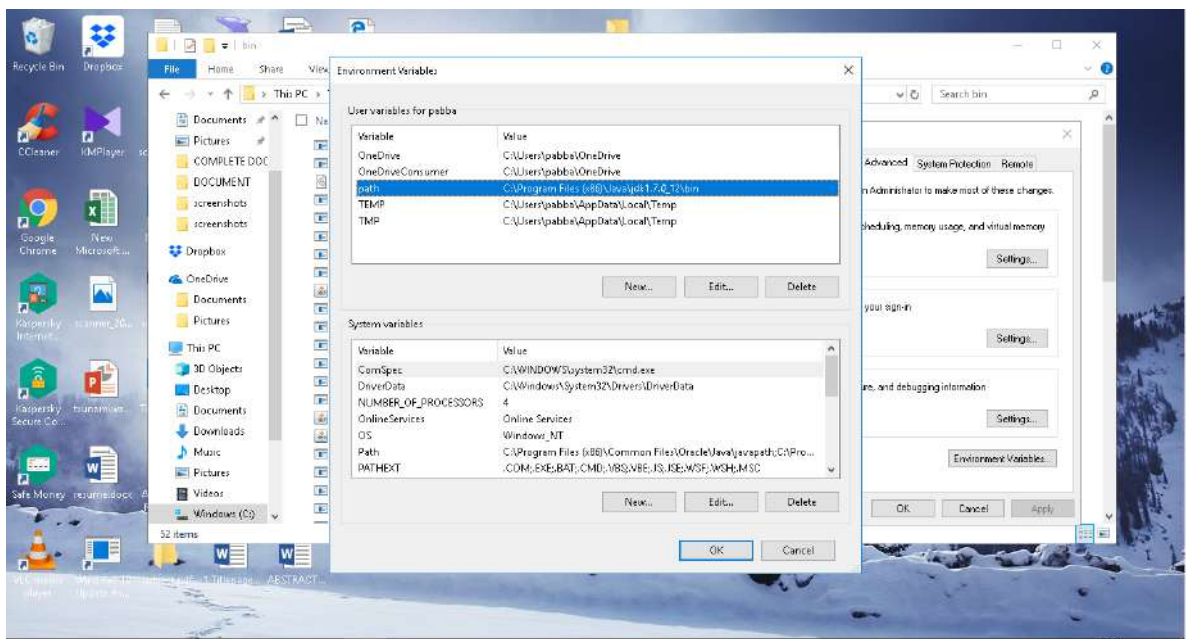 Recycle Bin
Dropbox
CCleaner
KMPlayer
Google Chrome
New Microsoft...
Kaspersky Internet...
scanner_20...
Kaspersky Secure Co...
Safe Money
resume.docx
VLC media player
ABSTRACT...
bin
File Home Share View
This PC
Search bin
Documents
Pictures
COMPLETE DOC
DOCUMENT
screenshots
screenshots
Dropbox
OneDrive
Documents
Pictures
This PC
3D Objects
Desktop
Documents
Downloads
Music
Pictures
Videos
Windows (C:)
52 items
Environment Variables
User variables for pabba
Variable Value
OneDrive C:\Users\pabba\OneDrive
OneDriveConsumer C:\Users\pabba\OneDrive
path C:\Program Files (x86)\Java\jdk1.7.0_12\bin
TEMP C:\Users\pabba\AppData\Local\Temp
TMP C:\Users\pabba\AppData\Local\Temp
New... Edit... Delete
System variables
Variable Value
ComSpec C:\WINDOWS\system32\cmd.exe
DriverData C:\Windows\System32\Drivers\DriverData
NUMBER_OF_PROCESSORS 4
OnlineServices Online Services
OS Windows_NT
Path C:\Program Files (x86)\Common Files\Oracle\Java\javapath;C:\Pro...
PATHEXT .COM;.EXE;.BAT;.CMD;.VBS;.VBE;.JS;.JSE;.WSF;.WSH;.MSC
New... Edit... Delete
OK Cancel
Advanced System Protection Remote
n Administrator to make most of these changes.
cheduling, memory usage, and virtual memory
Settings...
your sign-in
Settings...
ure, and debugging information
Settings...
Environment Variables...
OK Cancel Apply